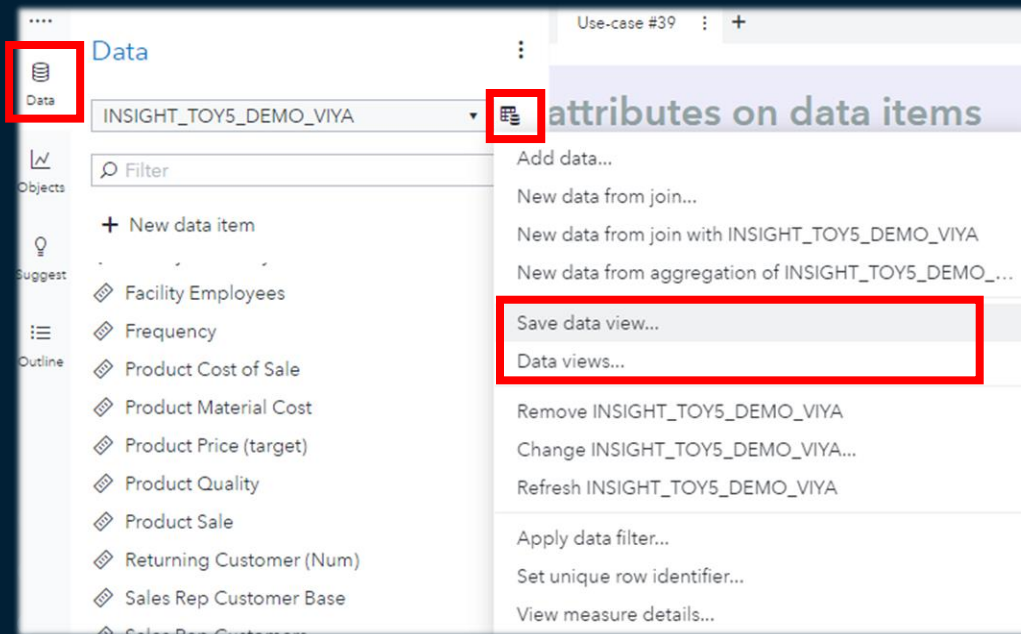 Data
Objects
Suggest
Outline
Data
INSIGHT_TOY5_DEMO_VIYA
Filter
+ New data item
Facility Employees
Frequency
Product Cost of Sale
Product Material Cost
Product Price (target)
Product Quality
Product Sale
Returning Customer (Num)
Sales Rep Customer Base
Use-case #39
+
attributes on data items
Add data...
New data from join...
New data from join with INSIGHT_TOY5_DEMO_VIYA
New data from aggregation of INSIGHT_TOY5_DEMO_...
Save data view...
Data views...
Remove INSIGHT_TOY5_DEMO_VIYA
Change INSIGHT_TOY5_DEMO_VIYA...
Refresh INSIGHT_TOY5_DEMO_VIYA
Apply data filter...
Set unique row identifier...
View measure details...